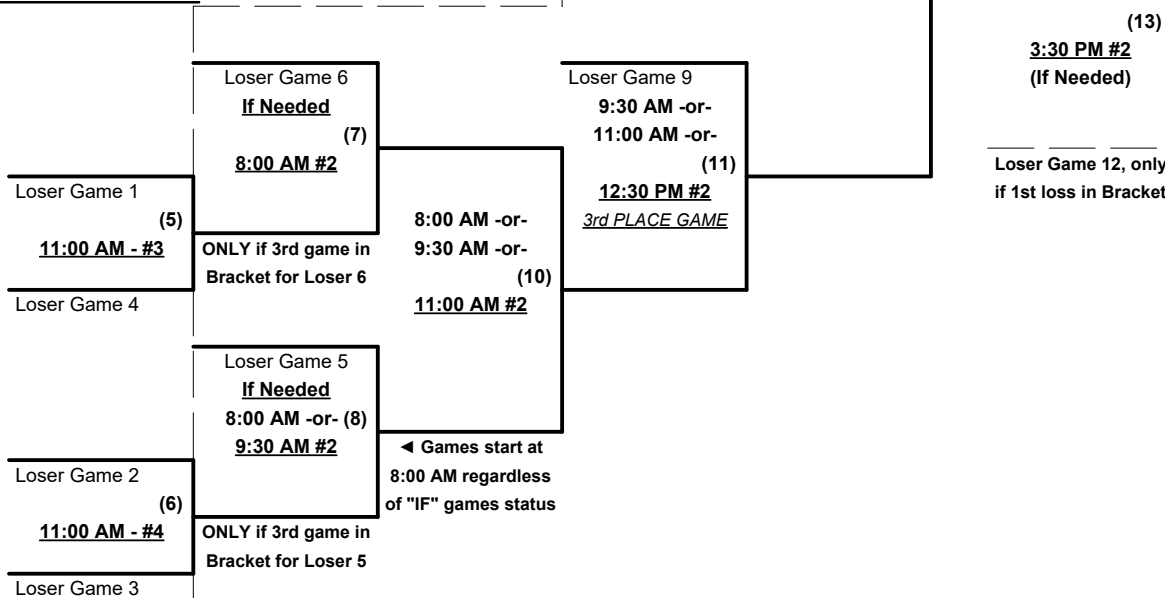 (13)
3:30 PM #2
(If Needed)
Loser Game 12, only
if 1st loss in Bracket
Loser Game 6
If Needed
(7)
8:00 AM #2
Loser Game 9
9:30 AM -or-
11:00 AM -or-
(11)
12:30 PM #2
3rd PLACE GAME
Loser Game 1
(5)
11:00 AM - #3
Loser Game 4
ONLY if 3rd game in
Bracket for Loser 6
8:00 AM -or-
9:30 AM -or-
(10)
11:00 AM #2
Loser Game 5
If Needed
8:00 AM -or- (8)
9:30 AM #2
◄ Games start at
8:00 AM regardless
of "IF" games status
Loser Game 2
(6)
11:00 AM - #4
Loser Game 3
ONLY if 3rd game in
Bracket for Loser 5